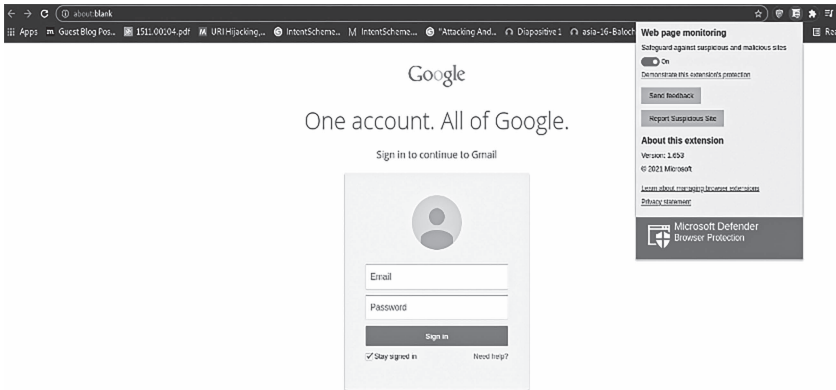 about:blank
Apps Guest Blog Pos... 1511.00104.pdf URI Hijacking,... IntentScheme... IntentScheme... "Attacking And... Diapositive 1 asia-16-Baloch Rea
Google
One account. All of Google.
Sign in to continue to Gmail
Email
Password
Sign in
Stay signed in Need help?
Web page monitoring
Safeguard against suspicious and malicious sites
On
Demonstrate this extension's protection
Send feedback
Report Suspicious Site
About this extension
Version: 1.653
© 2021 Microsoft
Learn about managing browser extensions
Privacy statement
Microsoft Defender
Browser Protection